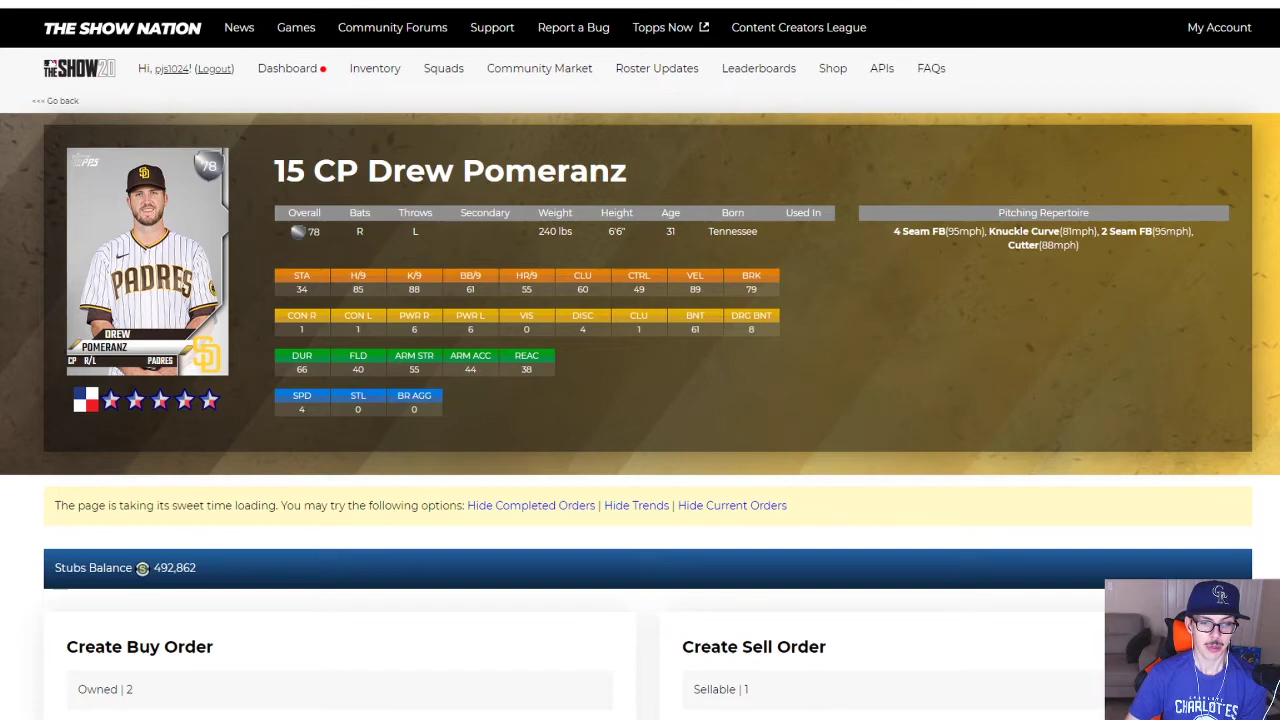 THE SHOW NATION News Games Community Forums Support Report a Bug Topps Now Content Creators League My Account
MLB THE SHOW 20 Hi, pjs1024! (Logout) Dashboard Inventory Squads Community Market Roster Updates Leaderboards Shop APIs FAQs
<<< Go back
TOPPS
78
PADRES
DREW
POMERANZ
CP R/L PADRES
SD
15 CP Drew Pomeranz
Overall Bats Throws Secondary Weight Height Age Born Used In
78 R L 240 lbs 6'6" 31 Tennessee
Pitching Repertoire
4 Seam FB(95mph), Knuckle Curve(81mph), 2 Seam FB(95mph),
Cutter(88mph)
STA H/9 K/9 BB/9 HR/9 CLU CTRL VEL BRK
34 85 88 61 55 60 49 89 79
CON R CON L PWR R PWR L VIS DISC CLU BNT DRG BNT
1 1 6 6 0 4 1 61 8
DUR FLD ARM STR ARM ACC REAC
66 40 55 44 38
SPD STL BR AGG
4 0 0
The page is taking its sweet time loading. You may try the following options: Hide Completed Orders | Hide Trends | Hide Current Orders
Stubs Balance 492,862
Create Buy Order
Owned | 2
Create Sell Order
Sellable | 1
CR
CHARLOTTES